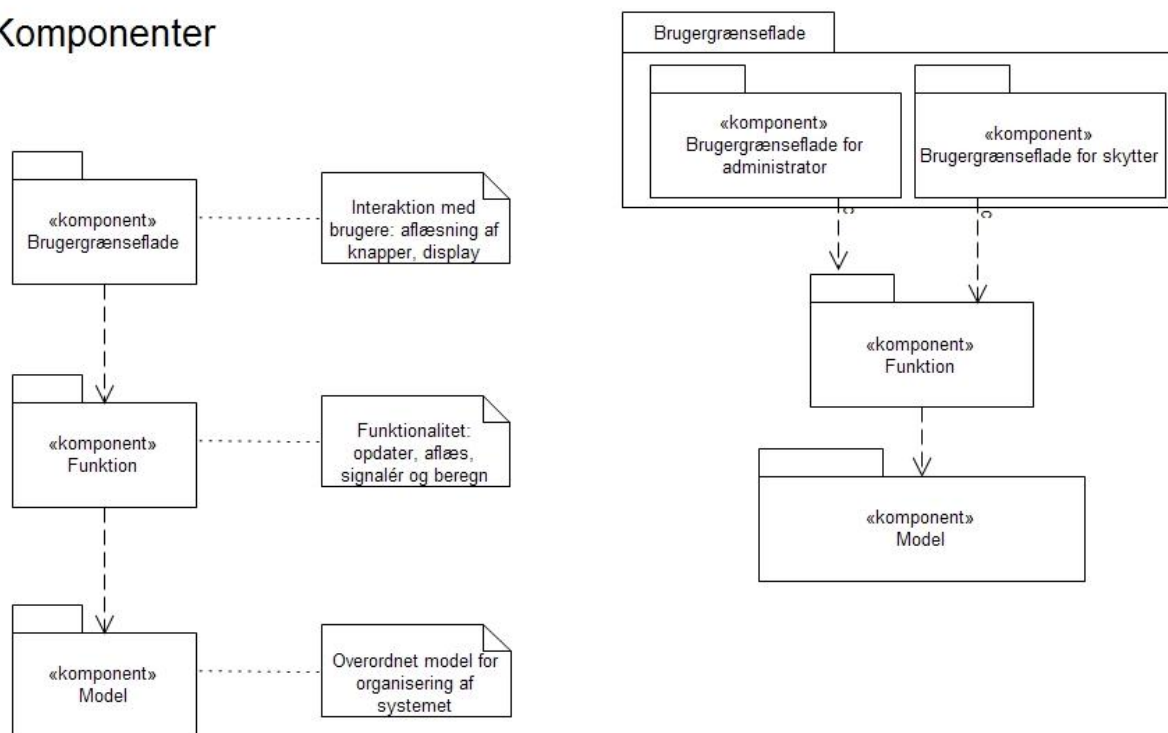 Komponenter
«komponent»
Brugergrænseflade
Interaktion med
brugere: aflæsning af
knapper, display
«komponent»
Funktion
Funktionalitet:
opdater, aflæs,
signalér og beregn
«komponent»
Model
Overordnet model for
organisering af
systemet
Brugergrænseflade
«komponent»
Brugergrænseflade for
administrator
«komponent»
Brugergrænseflade for skytter
c
c
«komponent»
Funktion
«komponent»
Model